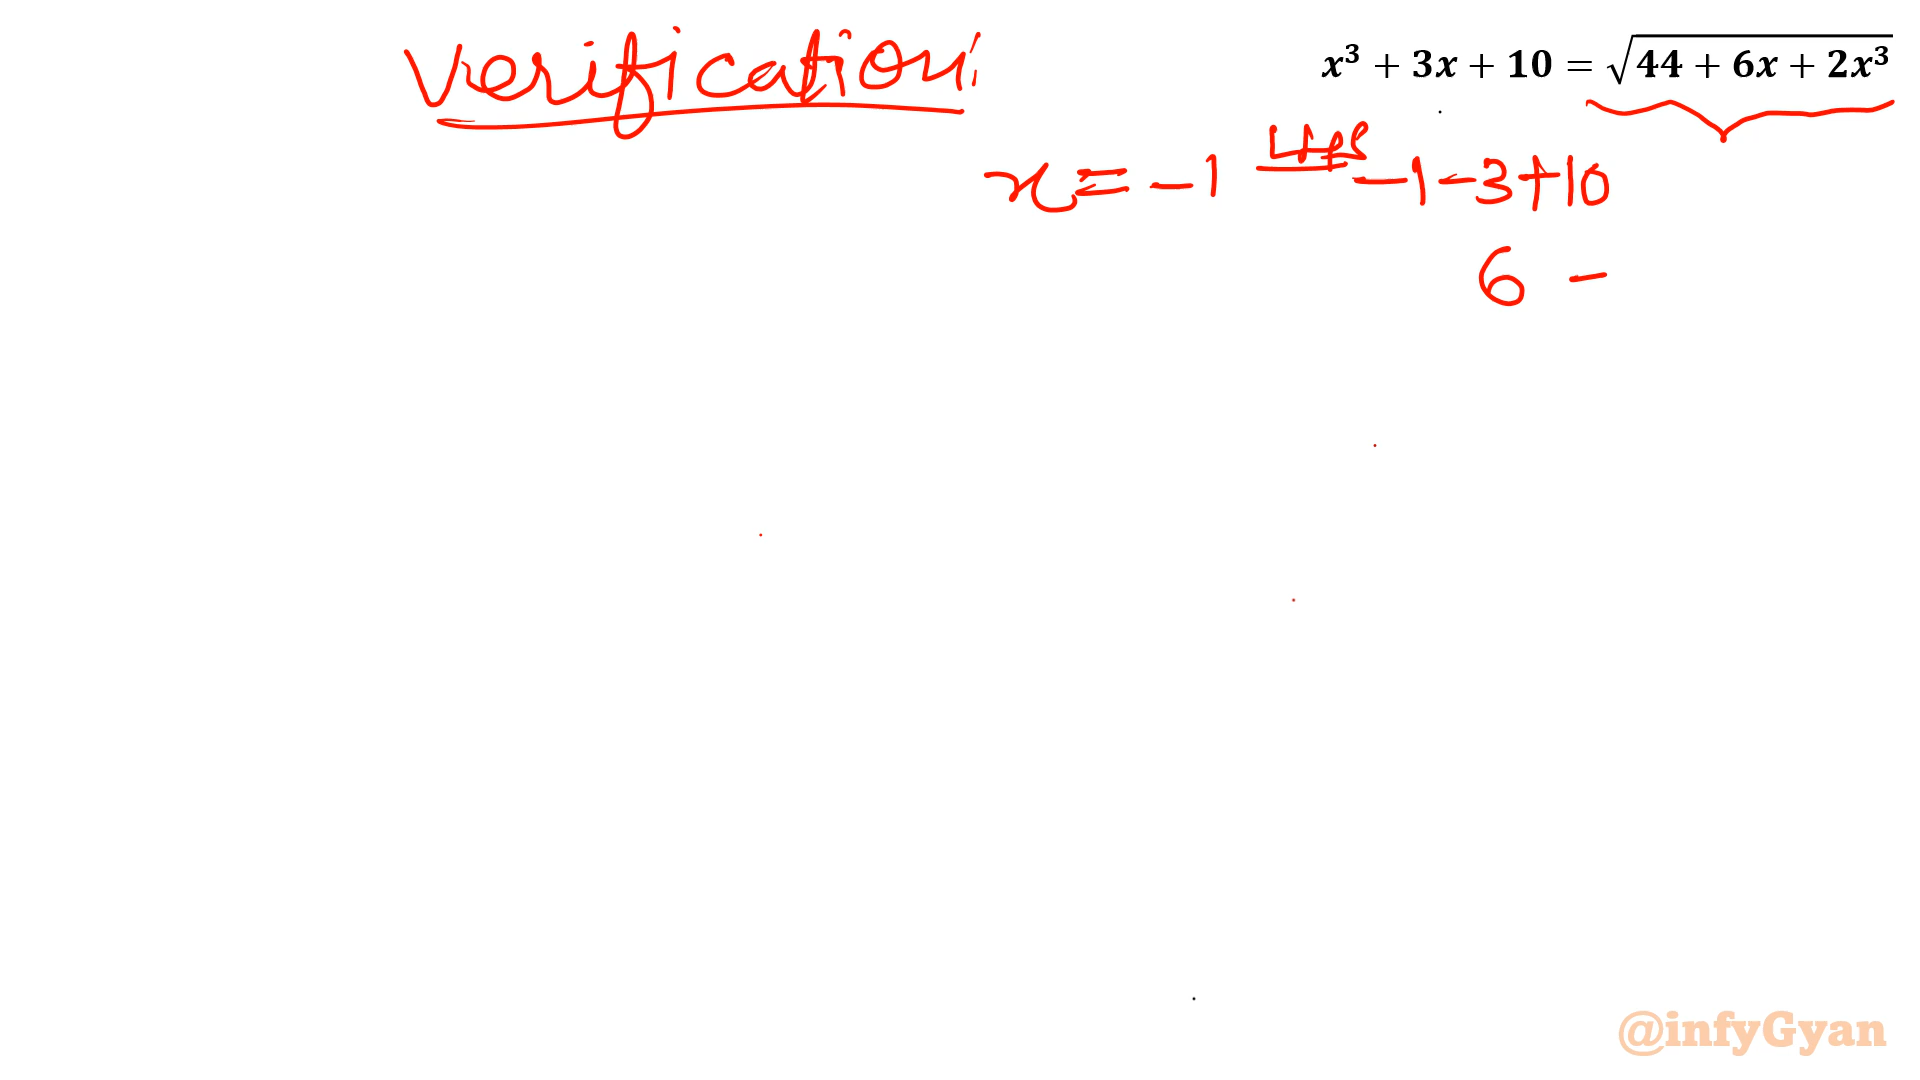 verification:
x³ + 3x + 10 = √(44 + 6x + 2x³)
x = -1 LHS -1-3+10
6 -
@infyGyan